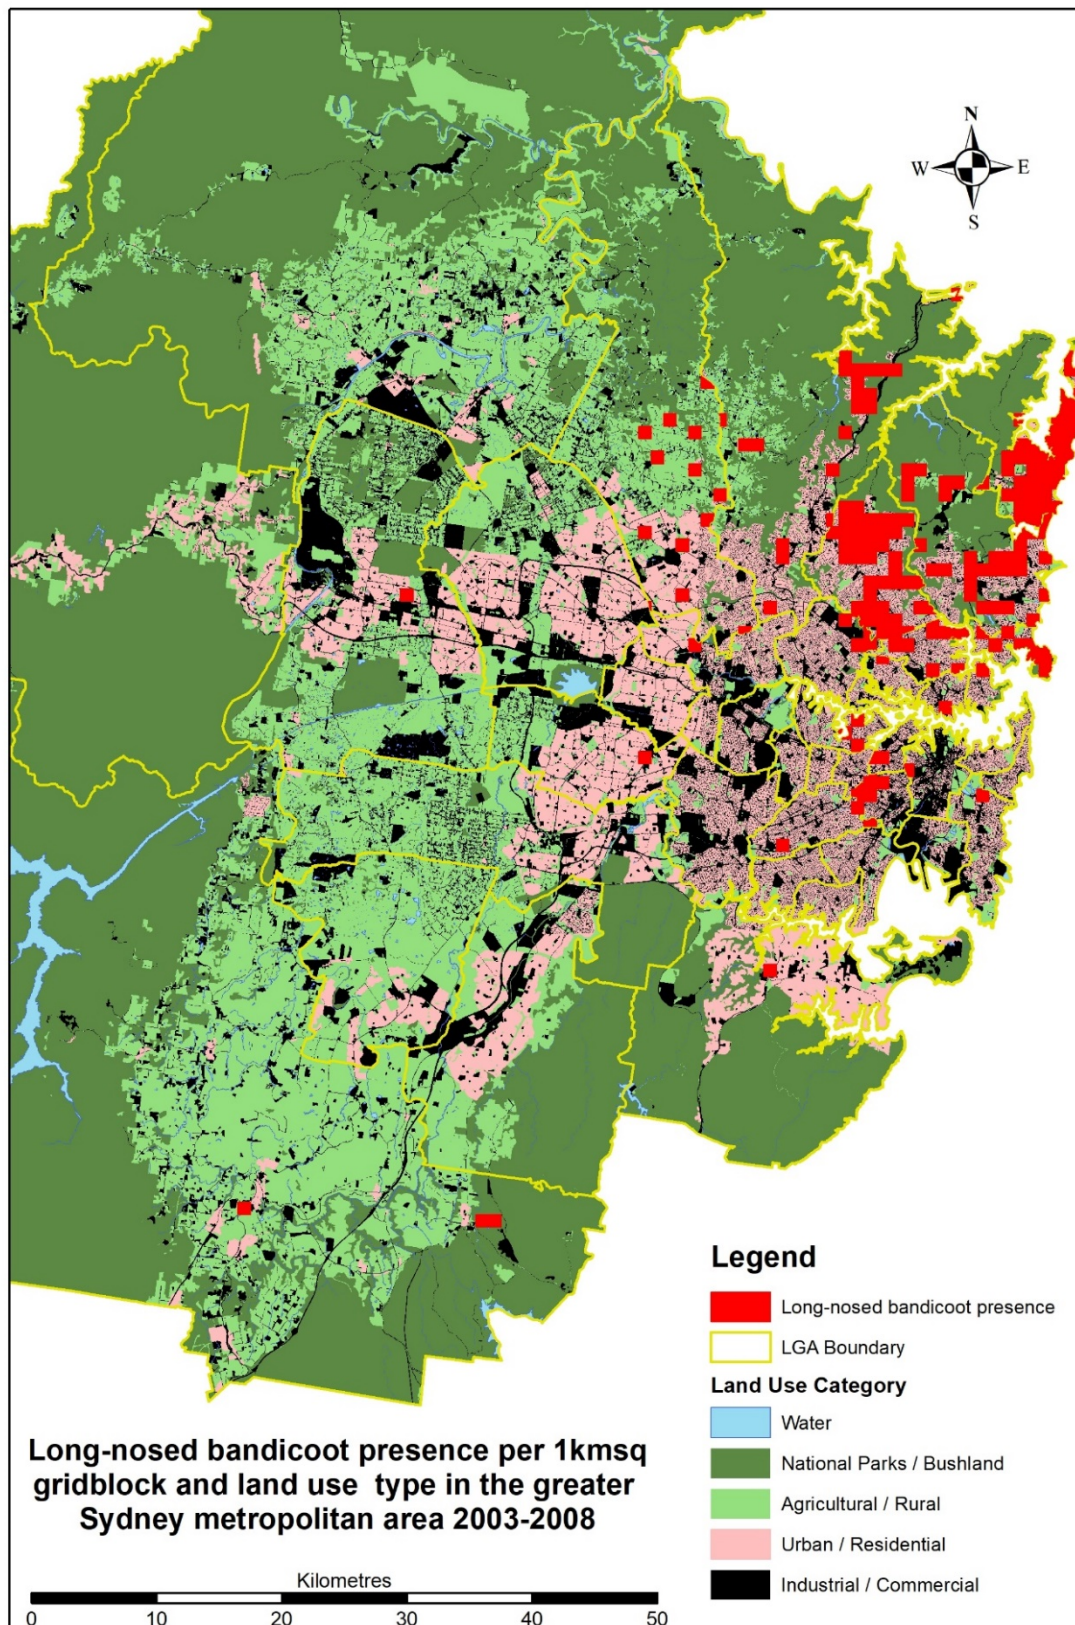 N
W E
S
Legend
Long-nosed bandicoot presence
LGA Boundary
Land Use Category
Water
National Parks / Bushland
Agricultural / Rural
Urban / Residential
Industrial / Commercial
Long-nosed bandicoot presence per 1kmsq
gridblock and land use type in the greater
Sydney metropolitan area 2003-2008
Kilometres
0 10 20 30 40 50